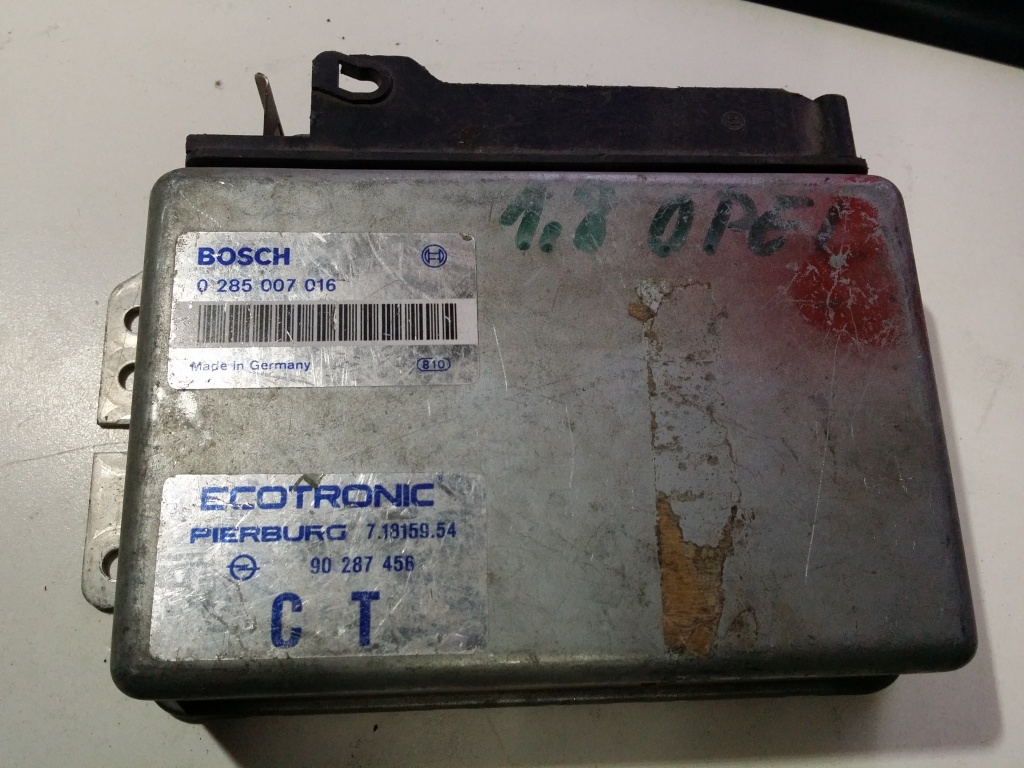 1.8 OPEL
BOSCH
0 285 007 016
Made in Germany 810
ECOTRONIC
PIERBURG 7.18159.54
90 287 456
C T